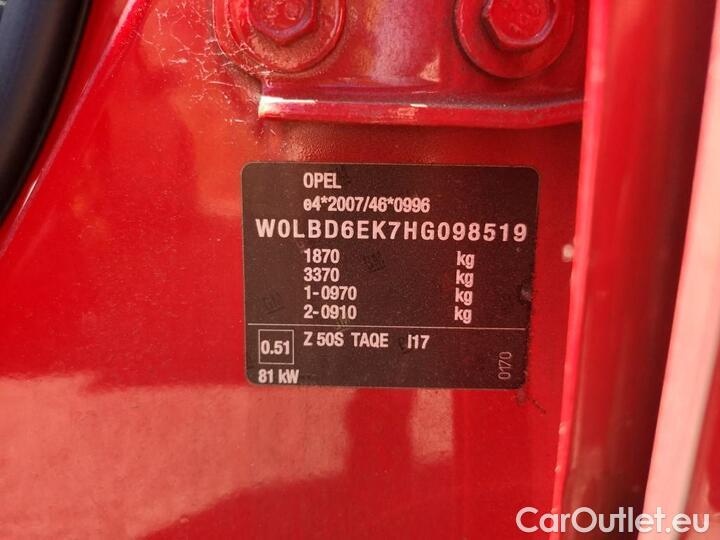 OPEL
e4*2007/46*0996
W0LBD6EK7HG098519
1870 kg
3370 kg
1-0970 kg
2-0910 kg
0.51 Z 50S TAQE I17
81 kW
0170
CarOutlet.eu